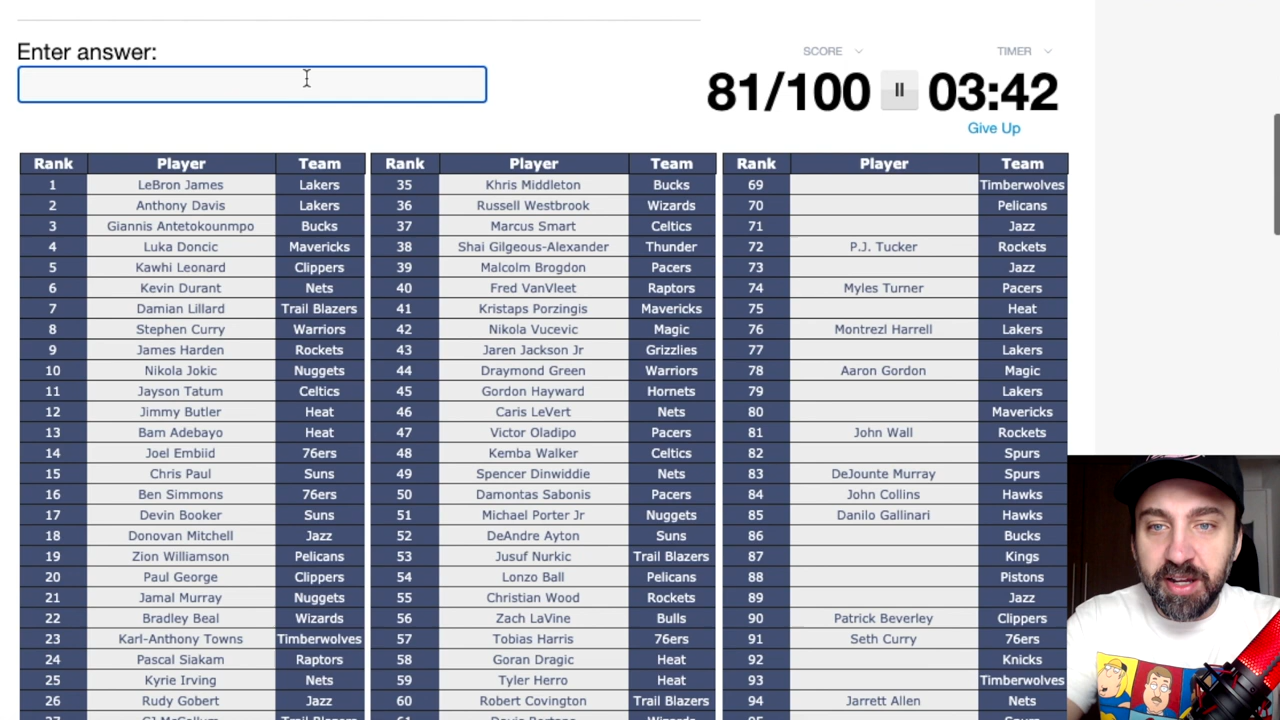 Enter answer:
SCORE
TIMER
81/100
03:42
Give Up
Rank Player Team Rank Player Team Rank Player Team
1 LeBron James Lakers 35 Khris Middleton Bucks 69 Timberwolves
2 Anthony Davis Lakers 36 Russell Westbrook Wizards 70 Pelicans
3 Giannis Antetokounmpo Bucks 37 Marcus Smart Celtics 71 Jazz
4 Luka Doncic Mavericks 38 Shai Gilgeous-Alexander Thunder 72 P.J. Tucker Rockets
5 Kawhi Leonard Clippers 39 Malcolm Brogdon Pacers 73 Jazz
6 Kevin Durant Nets 40 Fred VanVleet Raptors 74 Myles Turner Pacers
7 Damian Lillard Trail Blazers 41 Kristaps Porzingis Mavericks 75 Heat
8 Stephen Curry Warriors 42 Nikola Vucevic Magic 76 Montrezl Harrell Lakers
9 James Harden Rockets 43 Jaren Jackson Jr Grizzlies 77 Lakers
10 Nikola Jokic Nuggets 44 Draymond Green Warriors 78 Aaron Gordon Magic
11 Jayson Tatum Celtics 45 Gordon Hayward Hornets 79 Lakers
12 Jimmy Butler Heat 46 Caris LeVert Nets 80 Mavericks
13 Bam Adebayo Heat 47 Victor Oladipo Pacers 81 John Wall Rockets
14 Joel Embiid 76ers 48 Kemba Walker Celtics 82 Spurs
15 Chris Paul Suns 49 Spencer Dinwiddie Nets 83 DeJounte Murray Spurs
16 Ben Simmons 76ers 50 Damontas Sabonis Pacers 84 John Collins Hawks
17 Devin Booker Suns 51 Michael Porter Jr Nuggets 85 Danilo Gallinari Hawks
18 Donovan Mitchell Jazz 52 DeAndre Ayton Suns 86 Bucks
19 Zion Williamson Pelicans 53 Jusuf Nurkic Trail Blazers 87 Kings
20 Paul George Clippers 54 Lonzo Ball Pelicans 88 Pistons
21 Jamal Murray Nuggets 55 Christian Wood Rockets 89 Jazz
22 Bradley Beal Wizards 56 Zach LaVine Bulls 90 Patrick Beverley Clippers
23 Karl-Anthony Towns Timberwolves 57 Tobias Harris 76ers 91 Seth Curry 76ers
24 Pascal Siakam Raptors 58 Goran Dragic Heat 92 Knicks
25 Kyrie Irving Nets 59 Tyler Herro Heat 93 Timberwolves
26 Rudy Gobert Jazz 60 Robert Covington Trail Blazers 94 Jarrett Allen Nets